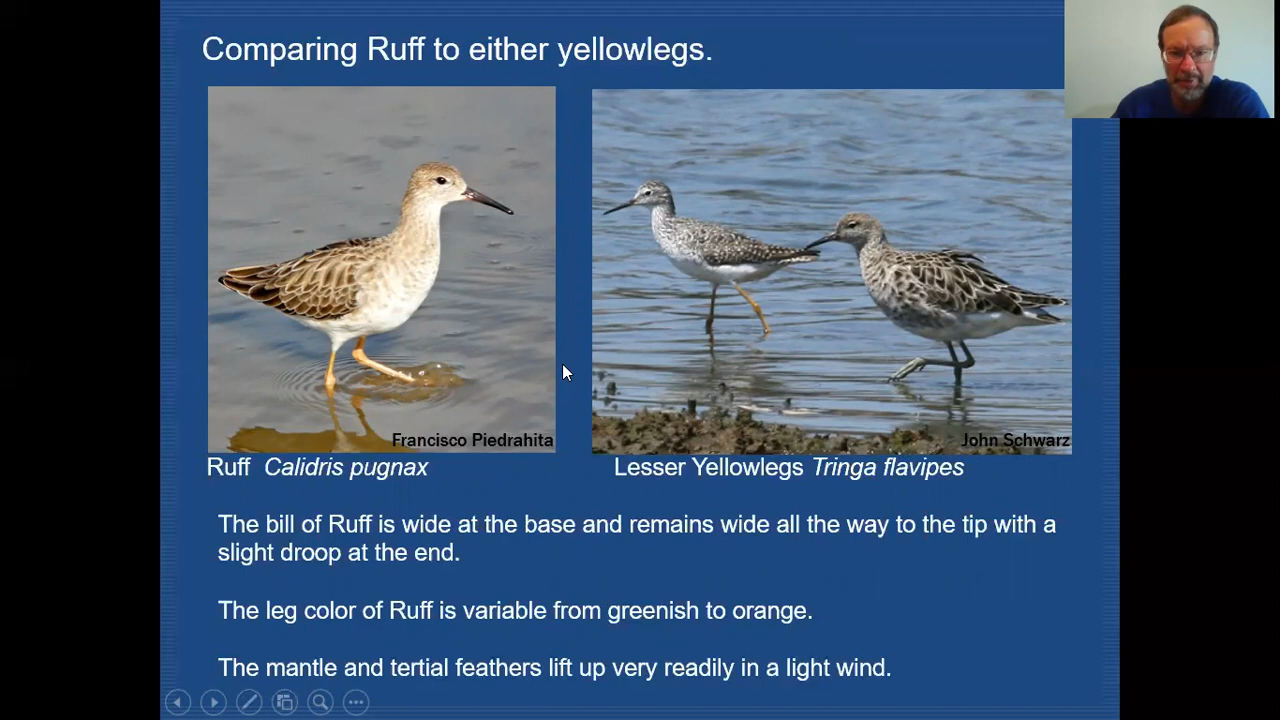 Comparing Ruff to either yellowlegs.
Francisco Piedrahita
John Schwarz
Ruff Calidris pugnax
Lesser Yellowlegs Tringa flavipes
The bill of Ruff is wide at the base and remains wide all the way to the tip with a
slight droop at the end.
The leg color of Ruff is variable from greenish to orange.
The mantle and tertial feathers lift up very readily in a light wind.